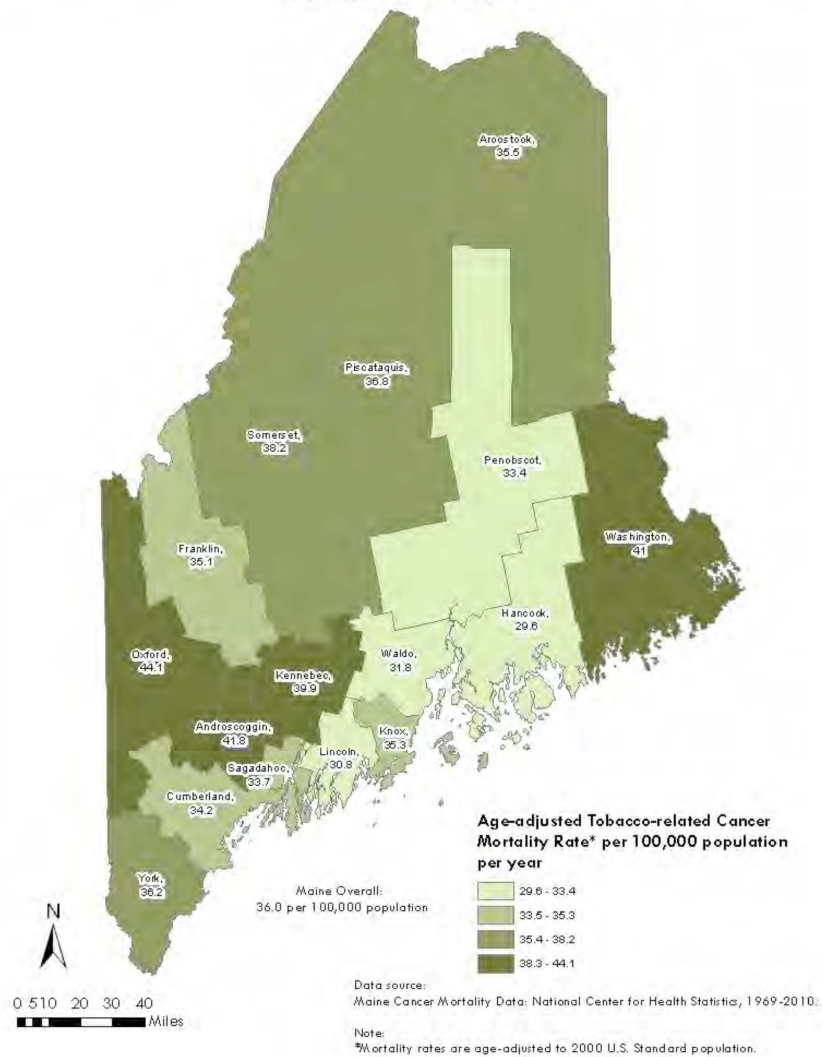 Aroostook,
35.5
Piscataquis,
36.8
Somerset,
38.2
Penobscot,
33.4
Franklin,
35.1
Washington,
41
Hancock,
29.6
Oxford,
44.1
Waldo,
31.8
Kennebec,
39.9
Androscoggin,
41.8
Knox,
35.3
Lincoln,
30.8
Sagadahoc,
33.7
Cumberland,
34.2
York,
36.2
Maine Overall:
36.0 per 100,000 population
Age-adjusted Tobacco-related Cancer
Mortality Rate* per 100,000 population
per year
29.6 - 33.4
33.5 - 35.3
35.4 - 38.2
38.3 - 44.1
N
0 510 20 30 40
Miles
Data source:
Maine Cancer Mortality Data: National Center for Health Statistics, 1969-2010.
Note:
*Mortality rates are age-adjusted to 2000 U.S. Standard population.